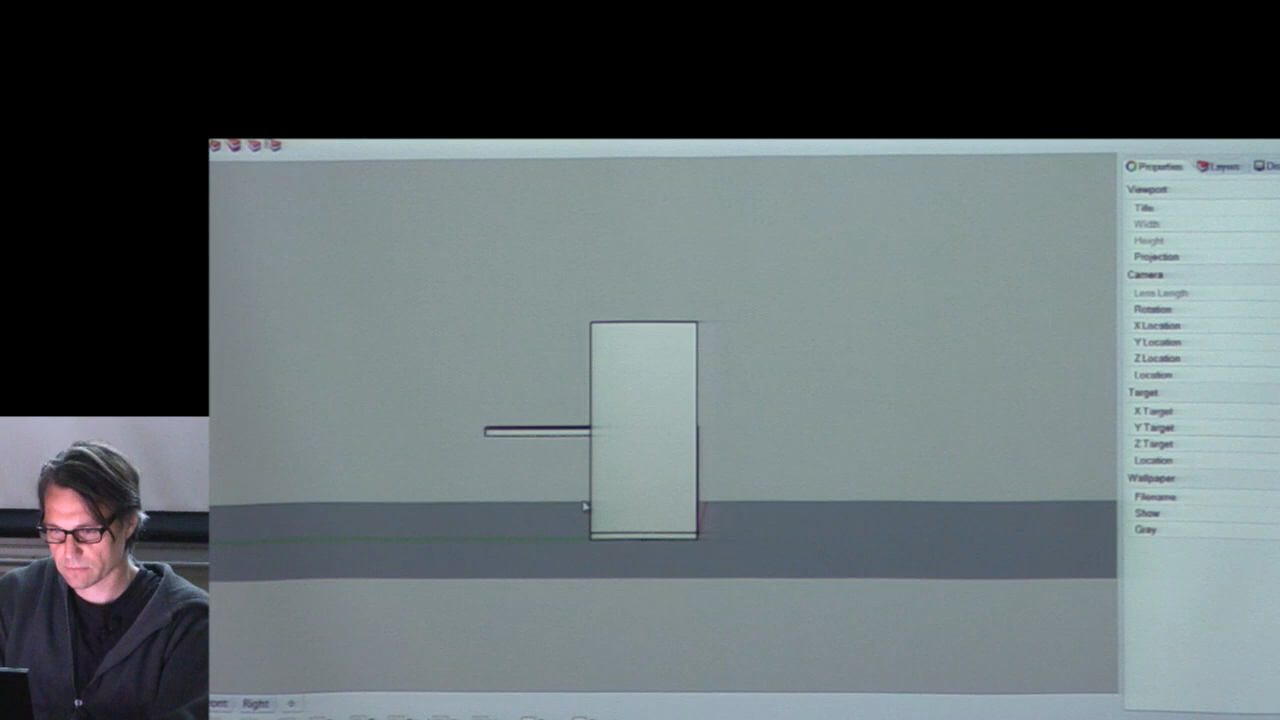 Properties Layers
Viewport
Title
Width
Height
Projection
Camera
Lens Length
Rotation
X Location
Y Location
Z Location
Location
Target
X Target
Y Target
Z Target
Location
Wallpaper
Filename
Show
Gray
Right